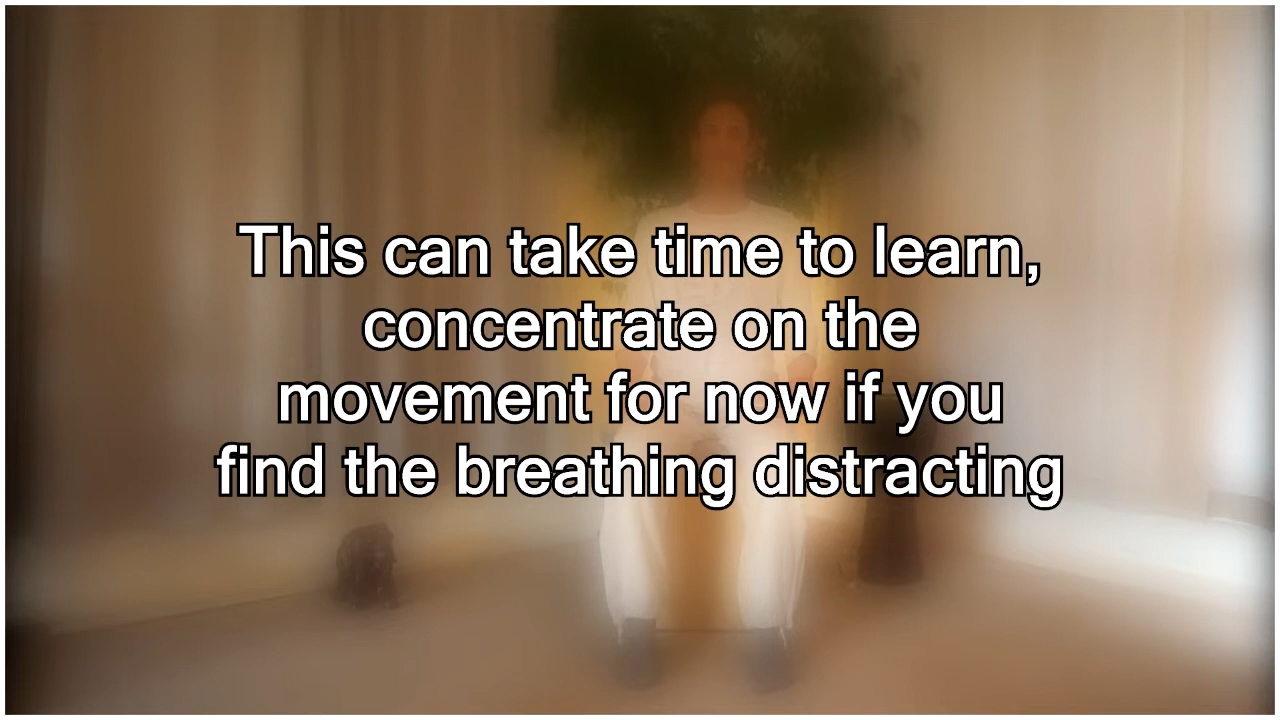 This can take time to learn,
concentrate on the
movement for now if you
find the breathing distracting